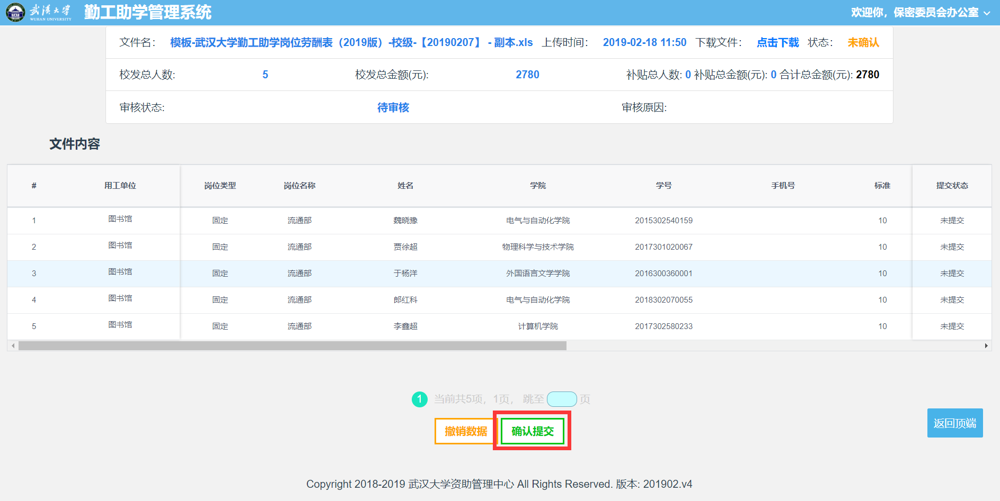 武汉大学 勤工助学管理系统 欢迎你，保密委员会办公室
WUHAN UNIVERSITY
文件名： 模板-武汉大学勤工助学岗位劳酬表（2019版）-校级-【20190207】 - 副本.xls 上传时间： 2019-02-18 11:50 下载文件： 点击下载 状态： 未确认
校发总人数: 5 校发总金额(元): 2780 补贴总人数: 0 补贴总金额(元): 0 合计总金额(元): 2780
审核状态: 待审核 审核原因:
文件内容
# 用工单位 岗位类型 岗位名称 姓名 学院 学号 手机号 标准 提交状态
1 图书馆 固定 流通部 魏晓豫 电气与自动化学院 2015302540159 10 未提交
2 图书馆 固定 流通部 贾徐超 物理科学与技术学院 2017301020067 10 未提交
3 图书馆 固定 流通部 于杨洋 外国语言文学学院 2016300360001 10 未提交
4 图书馆 固定 流通部 郎红科 电气与自动化学院 2018302070055 10 未提交
5 图书馆 固定 流通部 李鑫超 计算机学院 2017302580233 10 未提交
1 当前共5项，1页， 跳至 页
撤销数据 确认提交
返回顶端
Copyright 2018-2019 武汉大学资助管理中心 All Rights Reserved. 版本: 201902.v4